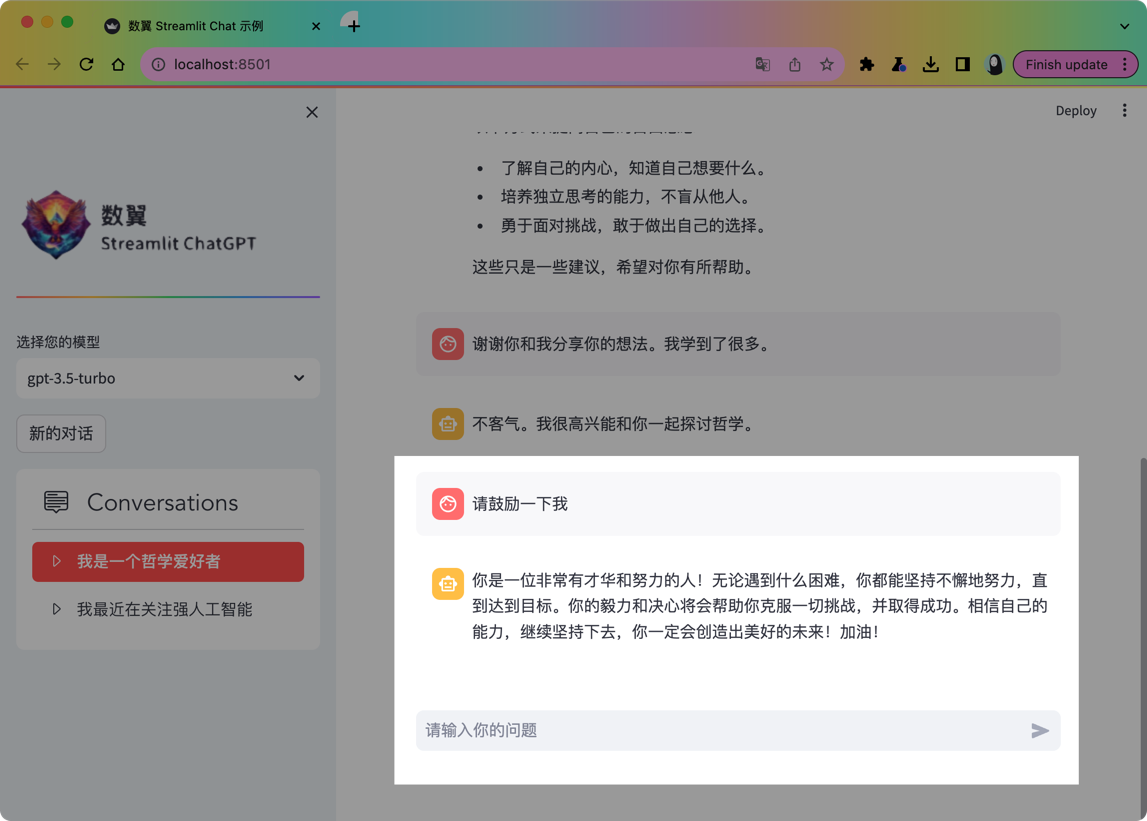 数翼 Streamlit Chat 示例
localhost:8501
Finish update
Deploy
数翼
Streamlit ChatGPT
选择您的模型
gpt-3.5-turbo
新的对话
Conversations
我是一个哲学爱好者
我最近在关注强人工智能
了解自己的内心，知道自己想要什么。
培养独立思考的能力，不盲从他人。
勇于面对挑战，敢于做出自己的选择。
这些只是一些建议，希望对你有所帮助。
谢谢你和我分享你的想法。我学到了很多。
不客气。我很高兴能和你一起探讨哲学。
请鼓励一下我
你是一位非常有才华和努力的人！无论遇到什么困难，你都能坚持不懈地努力，直
到达到目标。你的毅力和决心将会帮助你克服一切挑战，并取得成功。相信自己的
能力，继续坚持下去，你一定会创造出美好的未来！加油！
请输入你的问题